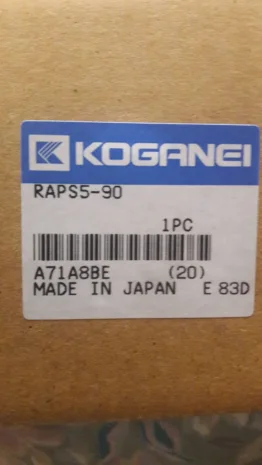 KOGANEI
RAPS5-90
1PC
A71A8BE (20)
MADE IN JAPAN E 83D